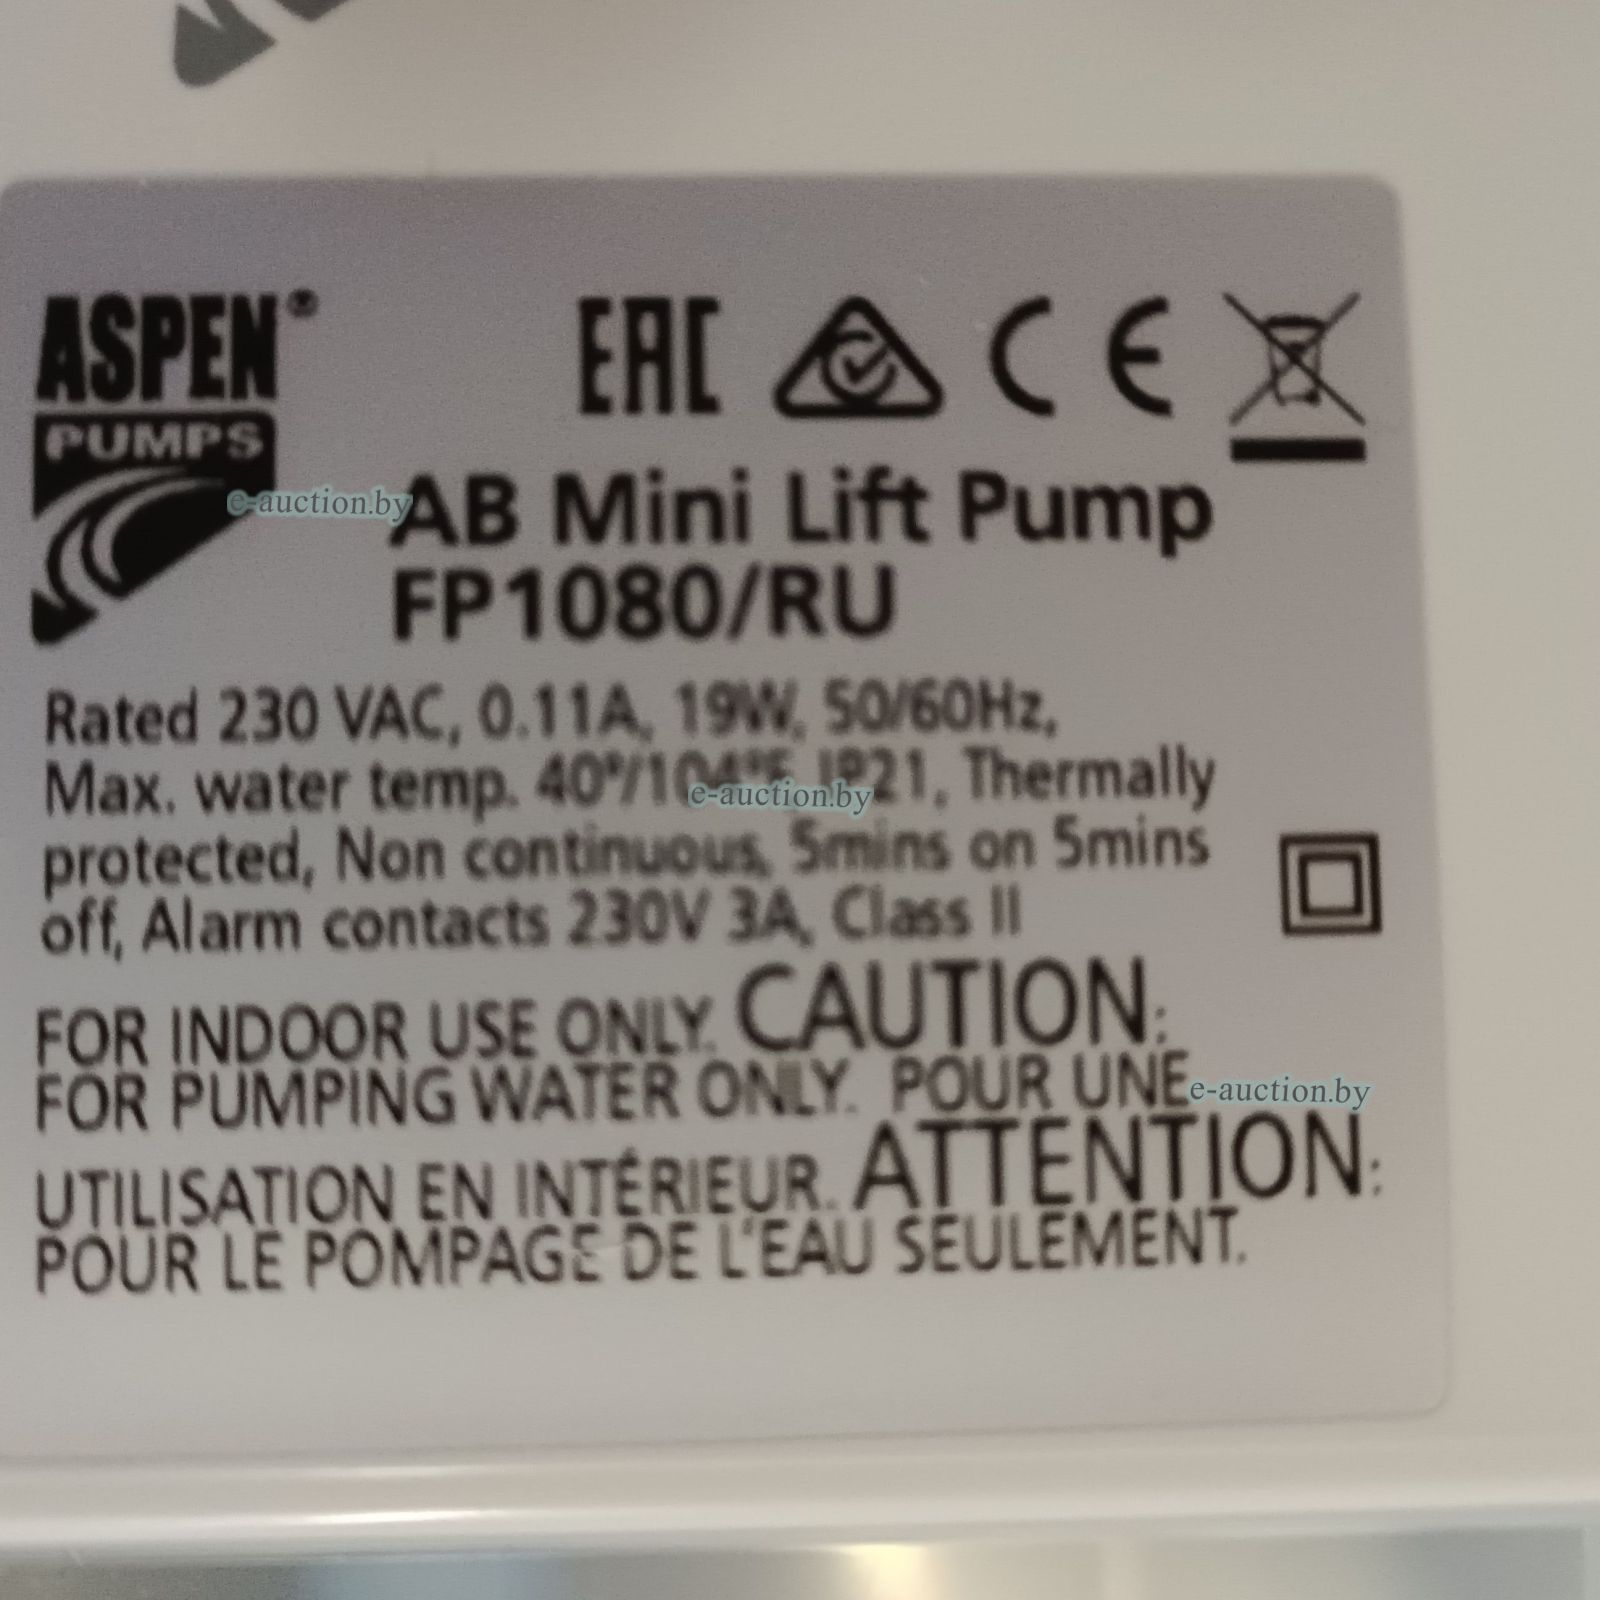 ASPEN®
PUMPS
EAC
CE
AB Mini Lift Pump
FP1080/RU
Rated 230 VAC, 0.11A, 19W, 50/60Hz,
Max. water temp. 40º/104ºF, IP21, Thermally
protected, Non continuous, 5mins on 5mins
off, Alarm contacts 230V 3A, Class II
FOR INDOOR USE ONLY. CAUTION:
FOR PUMPING WATER ONLY. POUR UNE
UTILISATION EN INTÉRIEUR. ATTENTION:
POUR LE POMPAGE DE L'EAU SEULEMENT.
e-auction.by
e-auction.by
e-auction.by